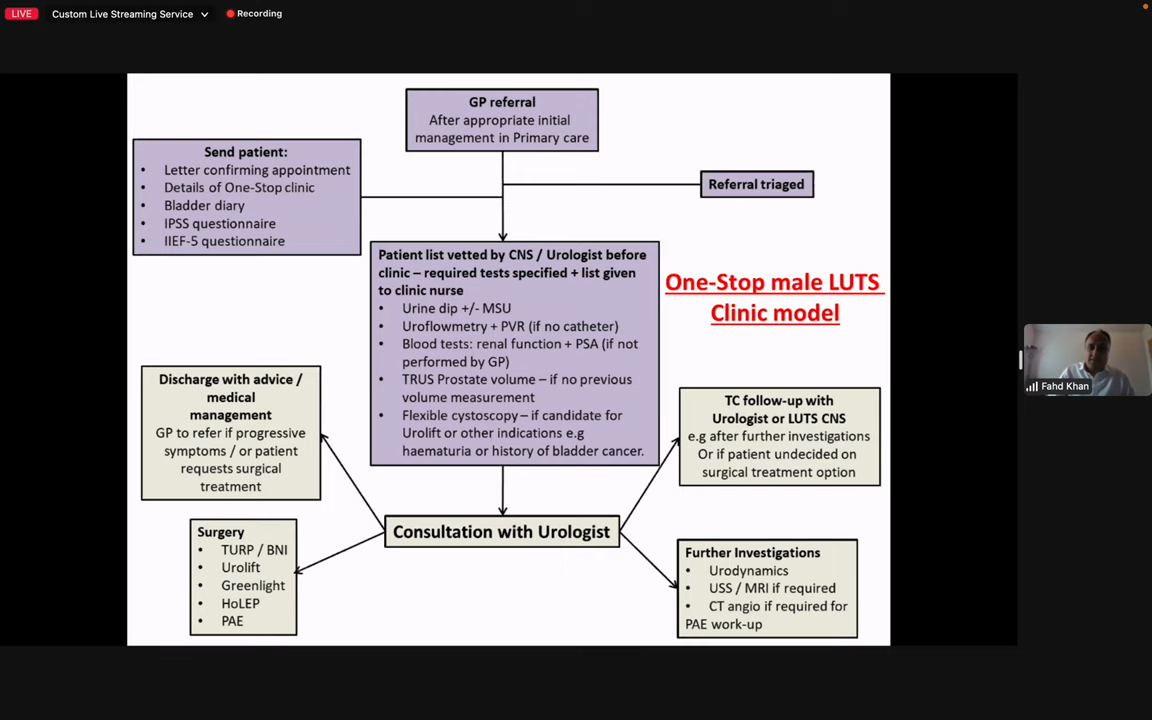 LIVE
Custom Live Streaming Service
Recording
GP referral
After appropriate initial
management in Primary care
Send patient:
• Letter confirming appointment
• Details of One-Stop clinic
• Bladder diary
• IPSS questionnaire
• IIEF-5 questionnaire
Referral triaged
Patient list vetted by CNS / Urologist before
clinic – required tests specified + list given
to clinic nurse
• Urine dip +/- MSU
• Uroflowmetry + PVR (if no catheter)
• Blood tests: renal function + PSA (if not
performed by GP)
• TRUS Prostate volume – if no previous
volume measurement
• Flexible cystoscopy – if candidate for
Urolift or other indications e.g
haematuria or history of bladder cancer.
One-Stop male LUTS
Clinic model
Fahd Khan
Discharge with advice /
medical
management
GP to refer if progressive
symptoms / or patient
requests surgical
treatment
TC follow-up with
Urologist or LUTS CNS
e.g after further investigations
Or if patient undecided on
surgical treatment option
Consultation with Urologist
Surgery
• TURP / BNI
• Urolift
• Greenlight
• HoLEP
• PAE
Further Investigations
• Urodynamics
• USS / MRI if required
• CT angio if required for
PAE work-up